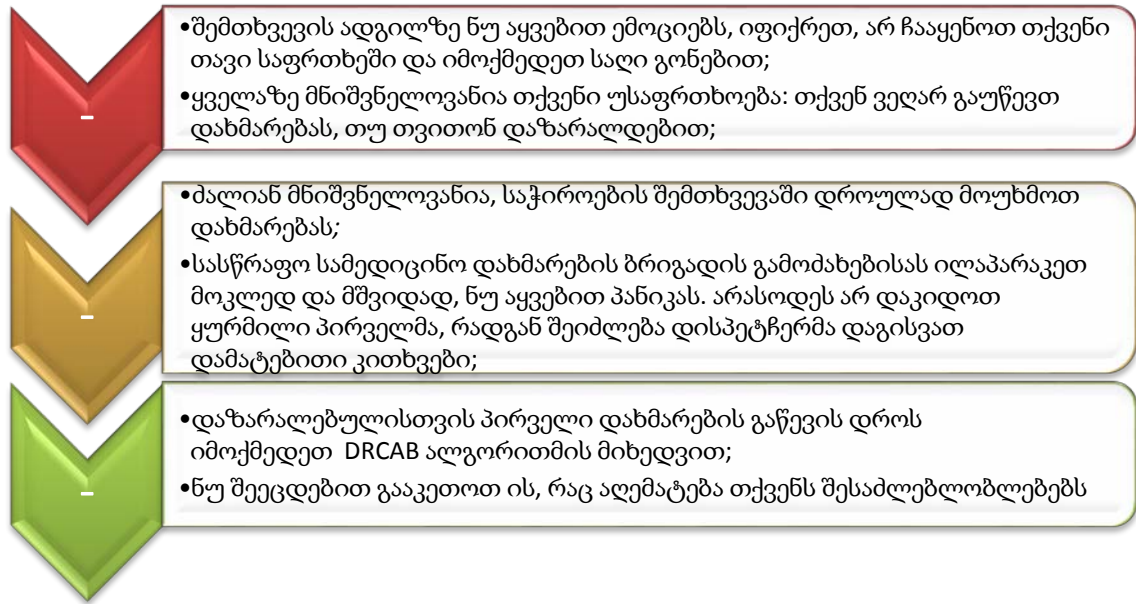 •შემთხვევის ადგილზე ნუ აყვებით ემოციებს, იფიქრეთ, არ ჩააყენოთ თქვენი
თავი საფრთხეში და იმოქმედეთ საღი გონებით;
•ყველაზე მნიშვნელოვანია თქვენი უსაფრთხოება: თქვენ ვეღარ გაუწევთ
დახმარებას, თუ თვითონ დაზარალდებით;
-
•ძალიან მნიშვნელოვანია, საჭიროების შემთხვევაში დროულად მოუხმოთ
დახმარებას;
•სასწრაფო სამედიცინო დახმარების ბრიგადის გამოძახებისას ილაპარაკეთ
მოკლედ და მშვიდად, ნუ აყვებით პანიკას. არასოდეს არ დაკიდოთ
ყურმილი პირველმა, რადგან შეიძლება დისპეტჩერმა დაგისვათ
დამატებითი კითხვები;
-
•დაზარალებულისთვის პირველი დახმარების გაწევის დროს
იმოქმედეთ DRCAB ალგორითმის მიხედვით;
•ნუ შეეცდებით გააკეთოთ ის, რაც აღემატება თქვენს შესაძლებლობლებებს
-